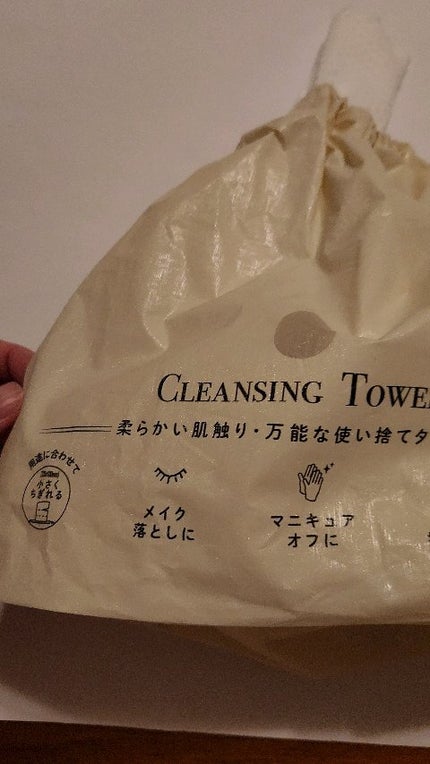 CLEANSING TOWE
柔らかい肌触り・万能な使い捨てタ
用途に合わせて
小さく
ちぎれる
メイク
落としに
マニキュア
オフに